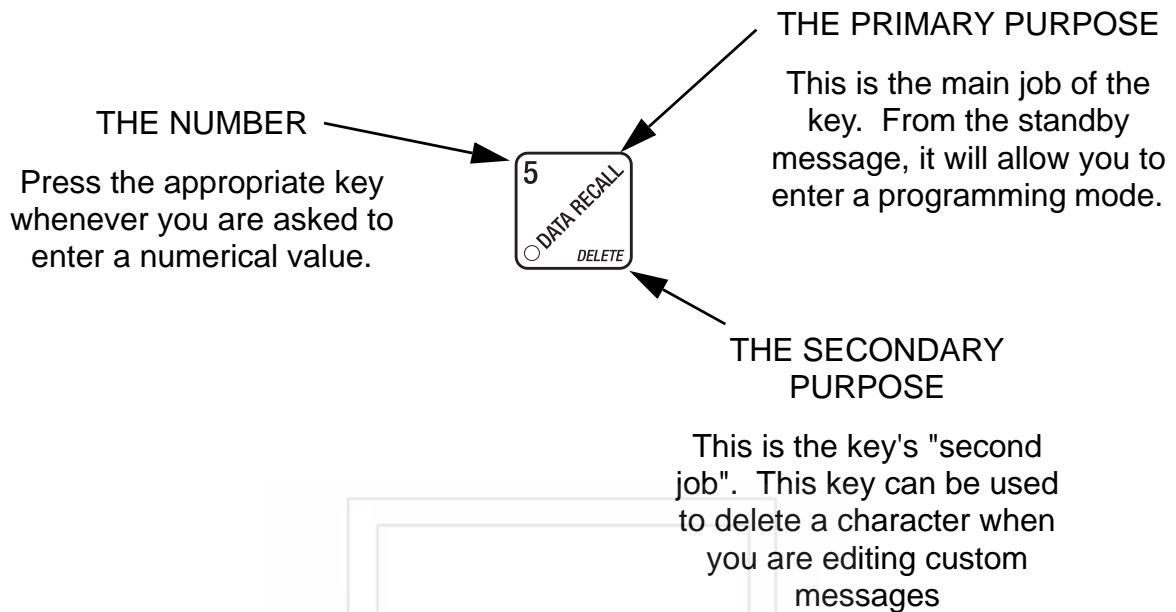 THE PRIMARY PURPOSE
This is the main job of the
key. From the standby
message, it will allow you to
enter a programming mode.
THE NUMBER
Press the appropriate key
whenever you are asked to
enter a numerical value.
5
DATA RECALL
DELETE
THE SECONDARY
PURPOSE
This is the key's "second
job". This key can be used
to delete a character when
you are editing custom
messages